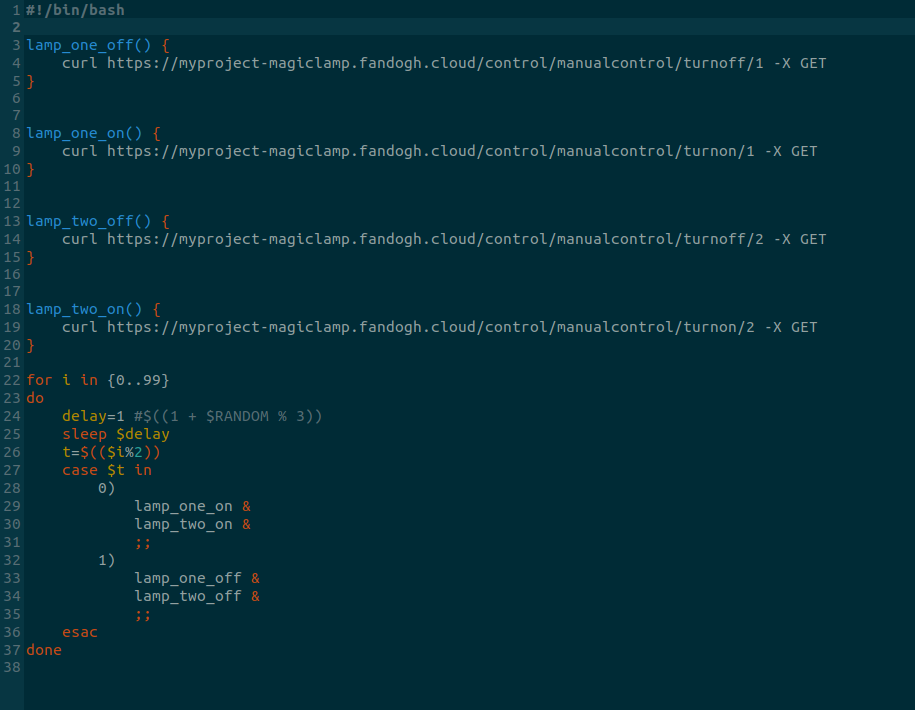 1 #!/bin/bash
2
3 lamp_one_off() {
4     curl https://myproject-magiclamp.fandogh.cloud/control/manualcontrol/turnoff/1 -X GET
5 }
6
7
8 lamp_one_on() {
9     curl https://myproject-magiclamp.fandogh.cloud/control/manualcontrol/turnon/1 -X GET
10 }
11
12
13 lamp_two_off() {
14     curl https://myproject-magiclamp.fandogh.cloud/control/manualcontrol/turnoff/2 -X GET
15 }
16
17
18 lamp_two_on() {
19     curl https://myproject-magiclamp.fandogh.cloud/control/manualcontrol/turnon/2 -X GET
20 }
21
22 for i in {0..99}
23 do
24     delay=1 #$((1 + $RANDOM % 3))
25     sleep $delay
26     t=$(($i%2))
27     case $t in
28         0)
29             lamp_one_on &
30             lamp_two_on &
31             ;;
32         1)
33             lamp_one_off &
34             lamp_two_off &
35             ;;
36     esac
37 done
38